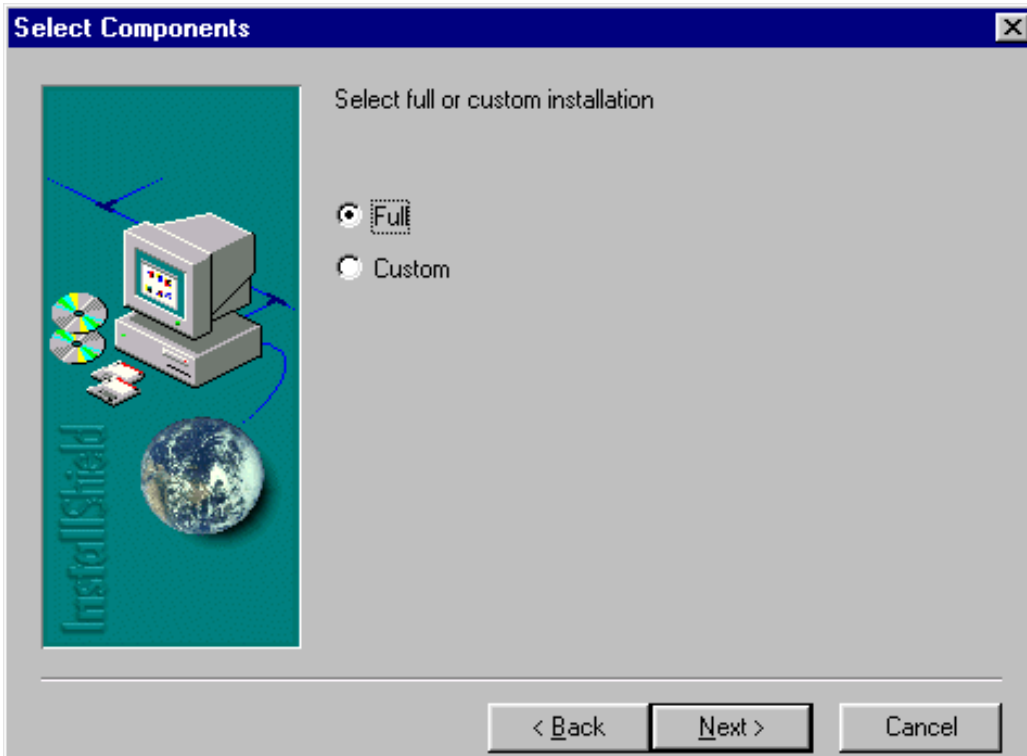 Select Components
Select full or custom installation
Full
Custom
InstallShield
< Back
Next >
Cancel